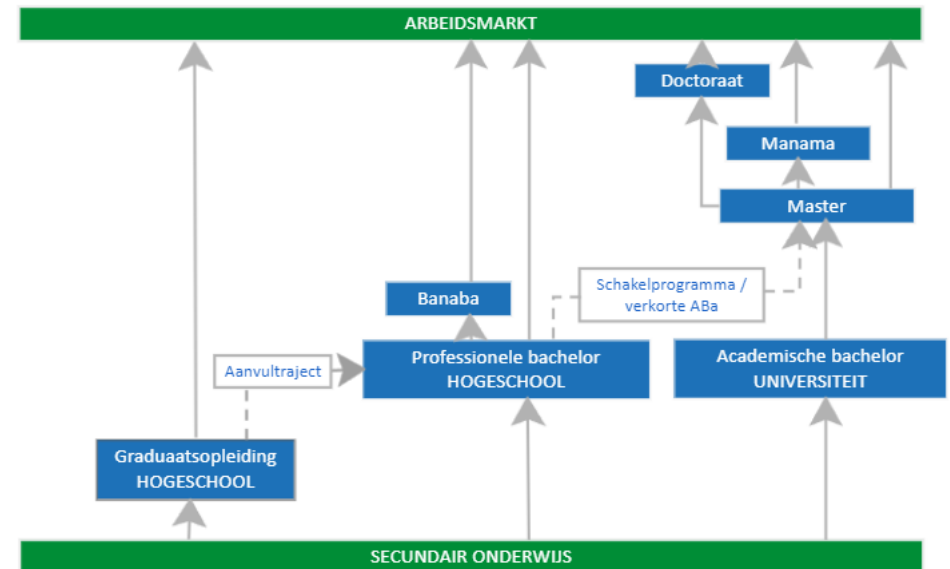 ARBEIDSMARKT
Doctoraat
Manama
Master
Schakelprogramma /
verkorte ABa
Banaba
Professionele bachelor
HOGESCHOOL
Academische bachelor
UNIVERSITEIT
Aanvultraject
Graduaatsopleiding
HOGESCHOOL
SECUNDAIR ONDERWIJS